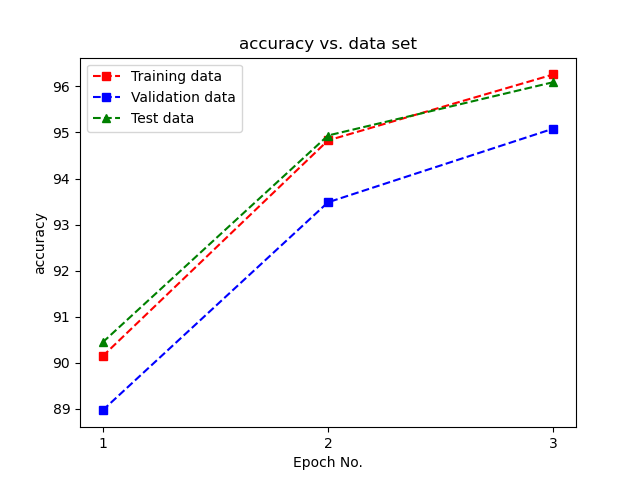 accuracy vs. data set
Training data
Validation data
Test data
96
95
94
93
92
91
90
89
accuracy
1 2 3
Epoch No.